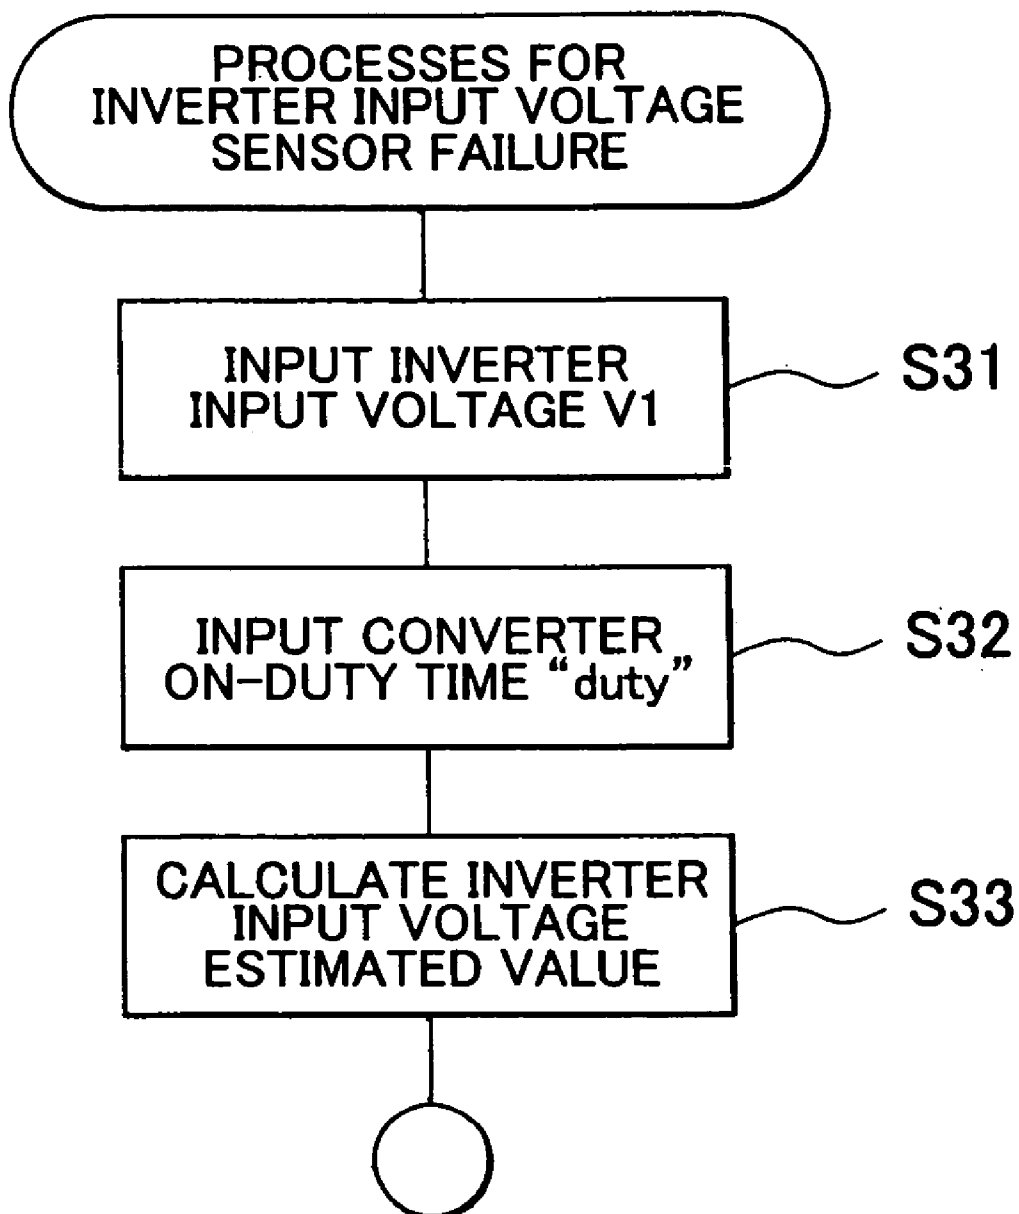 PROCESSES FOR
INVERTER INPUT VOLTAGE
SENSOR FAILURE
INPUT INVERTER
INPUT VOLTAGE V1
S31
INPUT CONVERTER
ON-DUTY TIME “duty”
S32
CALCULATE INVERTER
INPUT VOLTAGE
ESTIMATED VALUE
S33